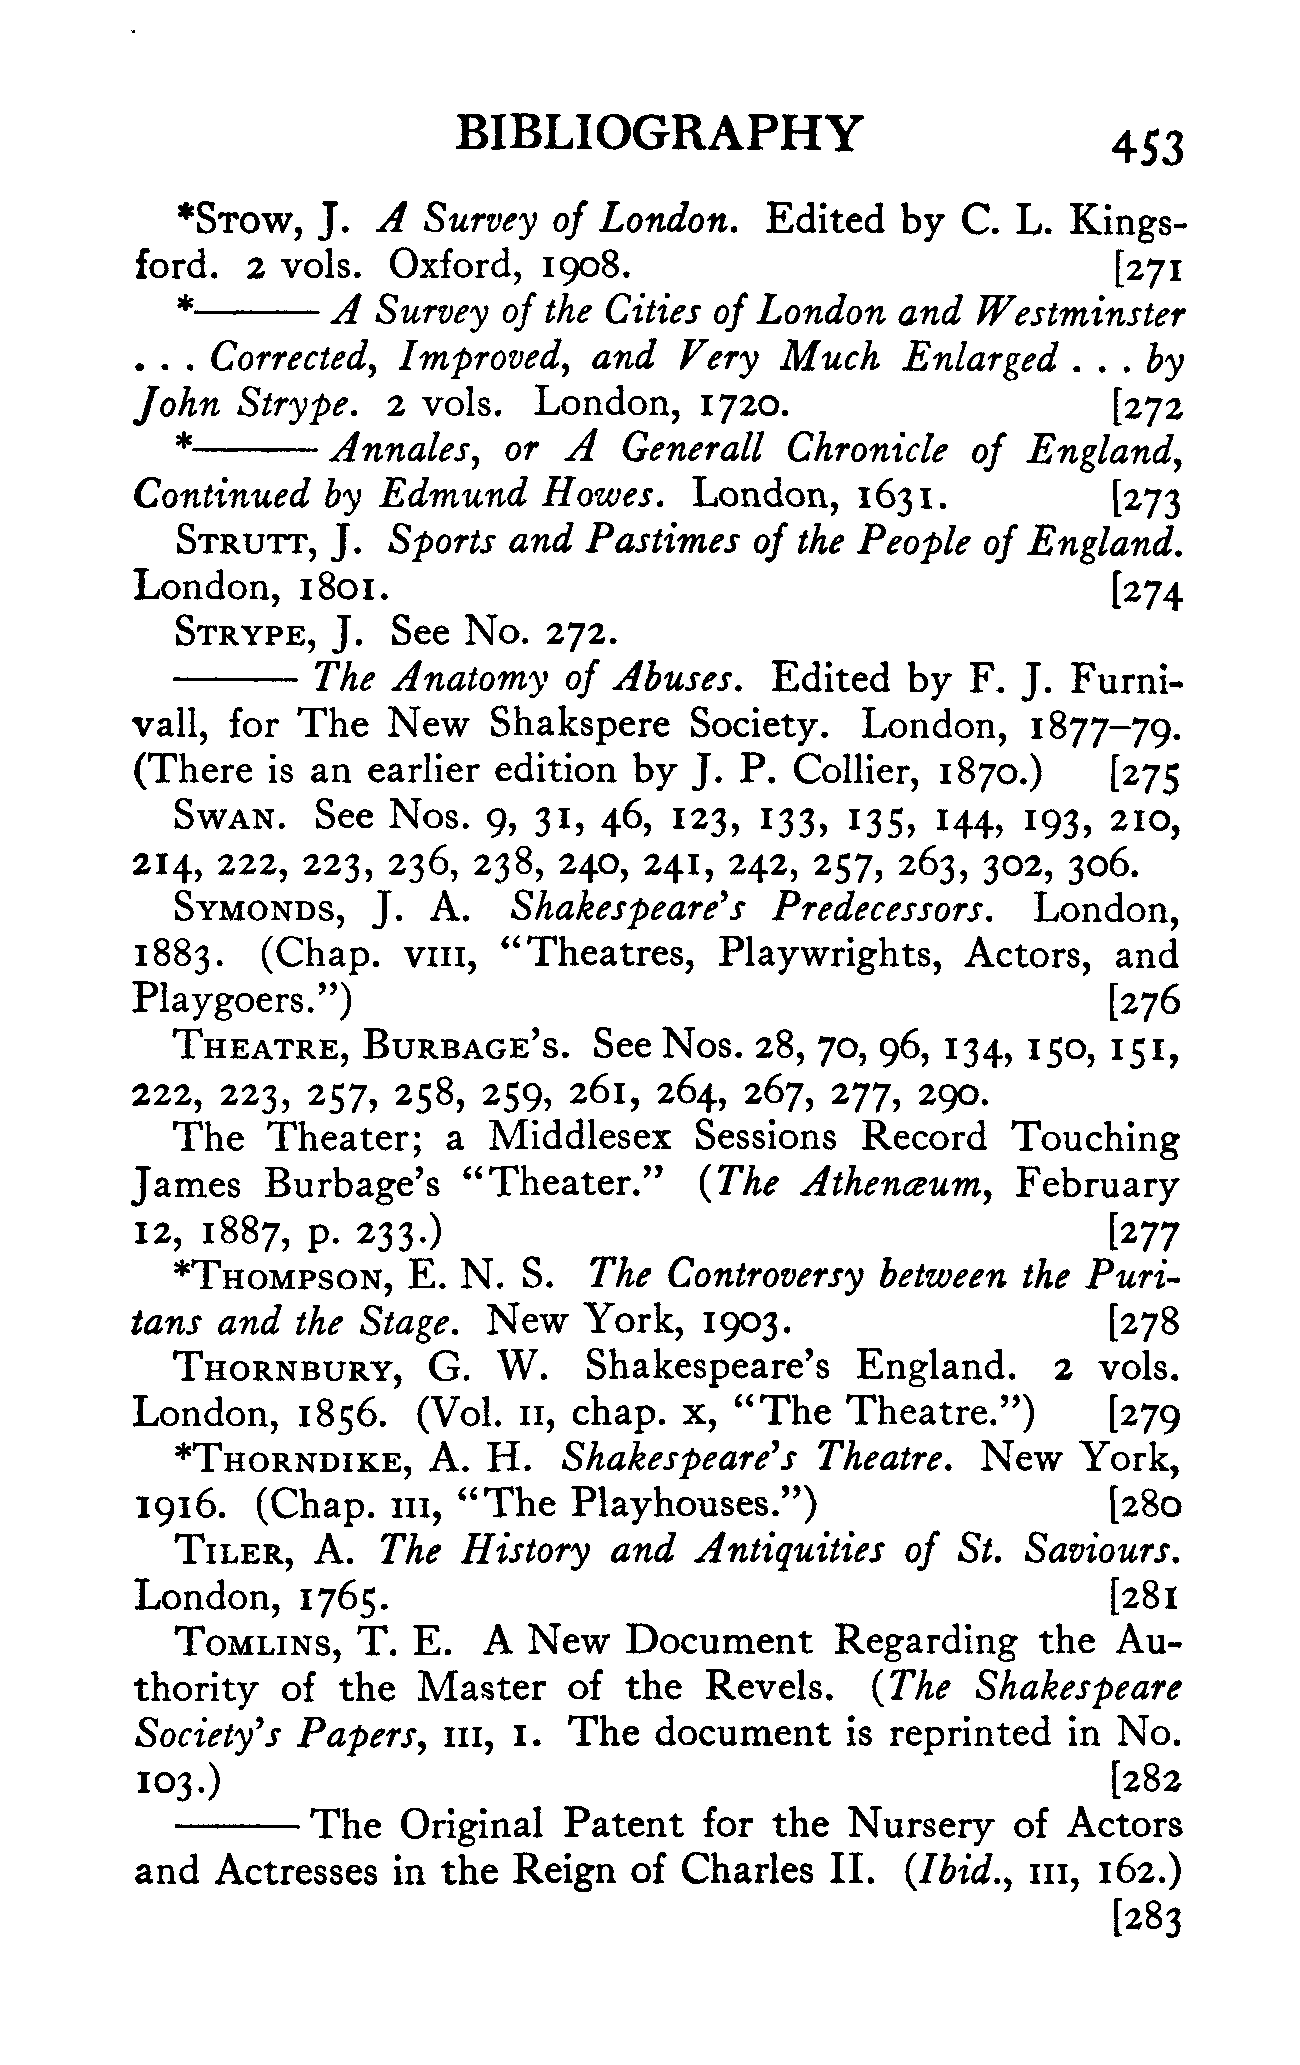 BIBLIOGRAPHY 453
*STOW, J. A Survey of London. Edited by C. L. Kings-
ford. 2 vols. Oxford, 1908. [271
*——— A Survey of the Cities of London and Westminster
. . . Corrected, Improved, and Very Much Enlarged . . . by
John Strype. 2 vols. London, 1720. [272
*——— Annales, or A Generall Chronicle of England,
Continued by Edmund Howes. London, 1631. [273
STRUTT, J. Sports and Pastimes of the People of England.
London, 1801. [274
STRYPE, J. See No. 272.
——— The Anatomy of Abuses. Edited by F. J. Furni-
vall, for The New Shakspere Society. London, 1877–79.
(There is an earlier edition by J. P. Collier, 1870.) [275
SWAN. See Nos. 9, 31, 46, 123, 133, 135, 144, 193, 210,
214, 222, 223, 236, 238, 240, 241, 242, 257, 263, 302, 306.
SYMONDS, J. A. Shakespeare's Predecessors. London,
1883. (Chap. VIII, "Theatres, Playwrights, Actors, and
Playgoers.") [276
THEATRE, BURBAGE'S. See Nos. 28, 70, 96, 134, 150, 151,
222, 223, 257, 258, 259, 261, 264, 267, 277, 290.
The Theater; a Middlesex Sessions Record Touching
James Burbage's "Theater." (The Athenæum, February
12, 1887, p. 233.) [277
*THOMPSON, E. N. S. The Controversy between the Puri-
tans and the Stage. New York, 1903. [278
THORNBURY, G. W. Shakespeare's England. 2 vols.
London, 1856. (Vol. II, chap. X, "The Theatre.") [279
*THORNDIKE, A. H. Shakespeare's Theatre. New York,
1916. (Chap. III, "The Playhouses.") [280
TILER, A. The History and Antiquities of St. Saviours.
London, 1765. [281
TOMLINS, T. E. A New Document Regarding the Au-
thority of the Master of the Revels. (The Shakespeare
Society's Papers, III, I. The document is reprinted in No.
103.) [282
——— The Original Patent for the Nursery of Actors
and Actresses in the Reign of Charles II. (Ibid., III, 162.)
[283